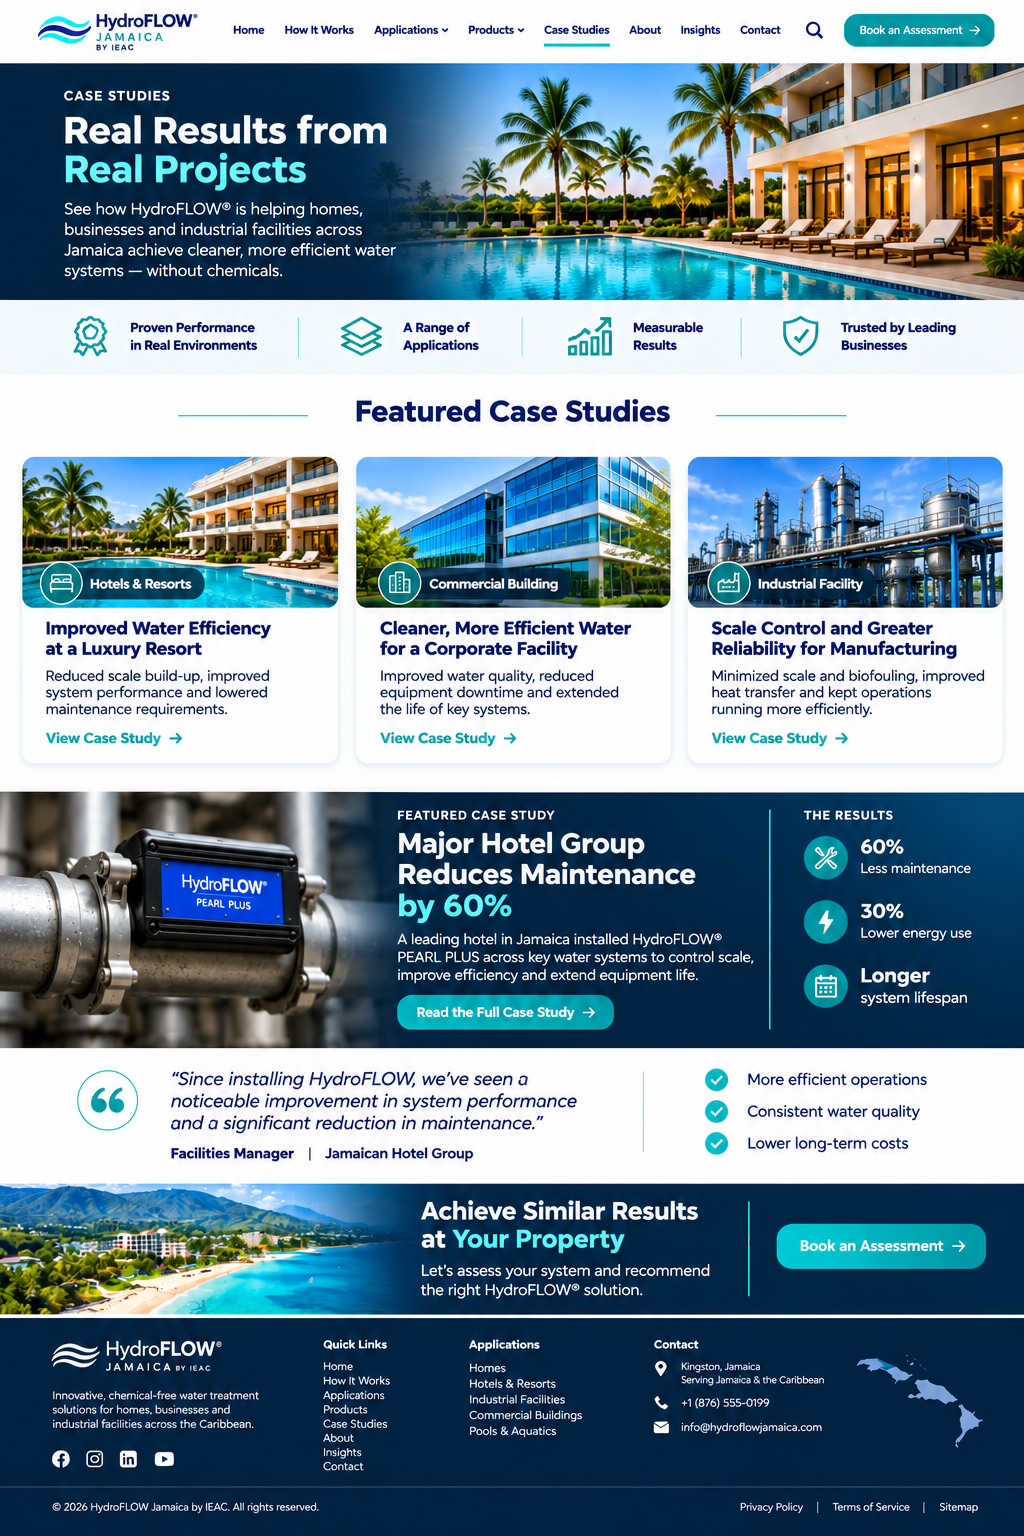 HydroFLOW®
JAMAICA
BY IEAC
Home
How It Works
Applications
Products
Case Studies
About
Insights
Contact
Book an Assessment →
CASE STUDIES
Real Results from
Real Projects
See how HydroFLOW® is helping homes,
businesses and industrial facilities across
Jamaica achieve cleaner, more efficient water
systems — without chemicals.
Proven Performance
in Real Environments
A Range of
Applications
Measurable
Results
Trusted by Leading
Businesses
Featured Case Studies
Hotels & Resorts
Improved Water Efficiency
at a Luxury Resort
Reduced scale build-up, improved
system performance and lowered
maintenance requirements.
View Case Study →
Commercial Building
Cleaner, More Efficient Water
for a Corporate Facility
Improved water quality, reduced
equipment downtime and extended
the life of key systems.
View Case Study →
Industrial Facility
Scale Control and Greater
Reliability for Manufacturing
Minimized scale and biofouling, improved
heat transfer and kept operations
running more efficiently.
View Case Study →
HydroFLOW®
PEARL PLUS
FEATURED CASE STUDY
Major Hotel Group
Reduces Maintenance
by 60%
A leading hotel in Jamaica installed HydroFLOW®
PEARL PLUS across key water systems to control scale,
improve efficiency and extend equipment life.
Read the Full Case Study →
THE RESULTS
60%
Less maintenance
30%
Lower energy use
Longer
system lifespan
“Since installing HydroFLOW, we’ve seen a
noticeable improvement in system performance
and a significant reduction in maintenance.”
Facilities Manager | Jamaican Hotel Group
More efficient operations
Consistent water quality
Lower long-term costs
Achieve Similar Results
at Your Property
Let’s assess your system and recommend
the right HydroFLOW® solution.
Book an Assessment →
HydroFLOW®
JAMAICA BY IEAC
Innovative, chemical-free water treatment
solutions for homes, businesses and
industrial facilities across the Caribbean.
Quick Links
Home
How It Works
Applications
Products
Case Studies
About
Insights
Contact
Applications
Homes
Hotels & Resorts
Industrial Facilities
Commercial Buildings
Pools & Aquatics
Contact
Kingston, Jamaica
Serving Jamaica & the Caribbean
+1 (876) 555-0199
info@hydroflowjamaica.com
© 2026 HydroFLOW Jamaica by IEAC. All rights reserved.
Privacy Policy | Terms of Service | Sitemap